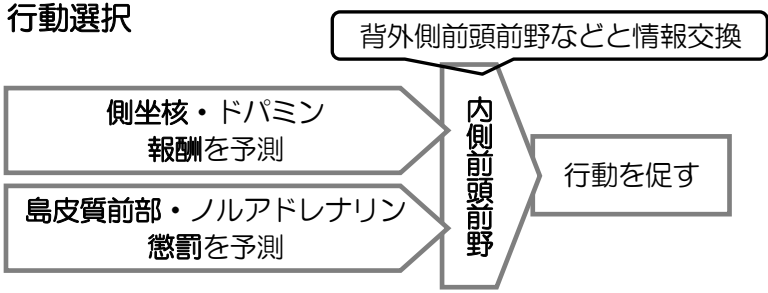 行動選択
背外側前頭前野などと情報交換
側坐核・ドパミン
報酬を予測
島皮質前部・ノルアドレナリン
懲罰を予測
内側前頭前野
行動を促す